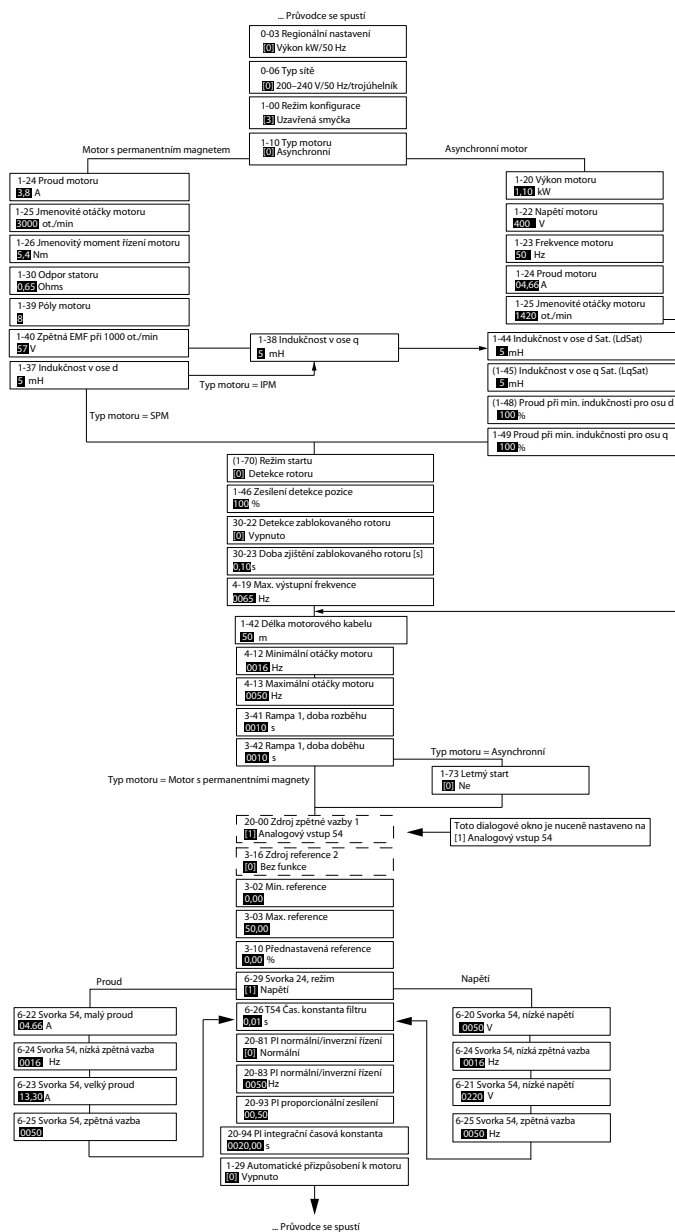 ... Průvodce se spustí
0-03 Regionální nastavení
[0] Výkon kW/50 Hz
0-06 Typ sítě
[0] 200–240 V/50 Hz/trojúhelník
1-00 Režim konfigurace
[3] Uzavřená smyčka
1-10 Typ motoru
[0] Asynchronní
Motor s permanentním magnetem
Asynchronní motor
1-24 Proud motoru
3,8 A
1-25 Jmenovité otáčky motoru
3000 ot./min
1-26 Jmenovitý moment řízení motoru
5,4 Nm
1-30 Odpor statoru
0,65 Ohms
1-39 Póly motoru
8
1-40 Zpětná EMF při 1000 ot./min
57 V
1-37 Indukčnost v ose d
5 mH
1-20 Výkon motoru
1,10 kW
1-22 Napětí motoru
400 V
1-23 Frekvence motoru
50 Hz
1-24 Proud motoru
04,66 A
1-25 Jmenovité otáčky motoru
1420 ot./min
1-38 Indukčnost v ose q
5 mH
Typ motoru = IPM
Typ motoru = SPM
1-44 Indukčnost v ose d Sat. (LdSat)
5 mH
(1-45) Indukčnost v ose q Sat. (LqSat)
5 mH
(1-48) Proud při min. indukčnosti pro osu d
100 %
1-49 Proud při min. indukčnosti pro osu q
100 %
(1-70) Režim startu
[0] Detekce rotoru
1-46 Zesílení detekce pozice
100 %
30-22 Detekce zablokovaného rotoru
[0] Vypnuto
30-23 Doba zjištění zablokovaného rotoru [s]
0,10 s
4-19 Max. výstupní frekvence
0065 Hz
1-42 Délka motorového kabelu
50 m
4-12 Minimální otáčky motoru
0016 Hz
4-13 Maximální otáčky motoru
0050 Hz
3-41 Rampa 1, doba rozběhu
0010 s
3-42 Rampa 1, doba doběhu
0010 s
Typ motoru = Asynchronní
Typ motoru = Motor s permanentními magnety
1-73 Letmý start
[0] Ne
20-00 Zdroj zpětné vazby 1
[1] Analogový vstup 54
Toto dialogové okno je nuceně nastaveno na
[1] Analogový vstup 54
3-16 Zdroj reference 2
[0] Bez funkce
3-02 Min. reference
0,00
3-03 Max. reference
50,00
3-10 Přednastavená reference
0,00 %
6-29 Svorka 24, režim
[1] Napětí
Proud
Napětí
6-22 Svorka 54, malý proud
04.66 A
6-24 Svorka 54, nízká zpětná vazba
0016 Hz
6-23 Svorka 54, velký proud
13,30 A
6-25 Svorka 54, zpětná vazba
0050
6-26 T54 Čas. konstanta filtru
0,01 s
20-81 PI normální/inverzní řízení
[0] Normální
20-83 PI normální/inverzní řízení
0050 Hz
20-93 PI proporcionální zesílení
00,50
20-94 PI integrační časová konstanta
0020,00 s
1-29 Automatické přizpůsobení k motoru
[0] Vypnuto
6-20 Svorka 54, nízké napětí
0050 V
6-24 Svorka 54, nízká zpětná vazba
0016 Hz
6-21 Svorka 54, nízké napětí
0220 V
6-25 Svorka 54, zpětná vazba
0050 Hz
... Průvodce se spustí